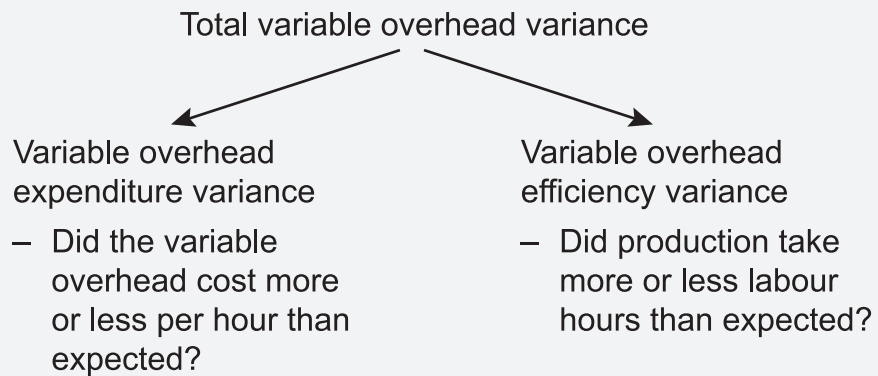 Total variable overhead variance
Variable overhead
expenditure variance
– Did the variable
overhead cost more
or less per hour than
expected?
Variable overhead
efficiency variance
– Did production take
more or less labour
hours than expected?